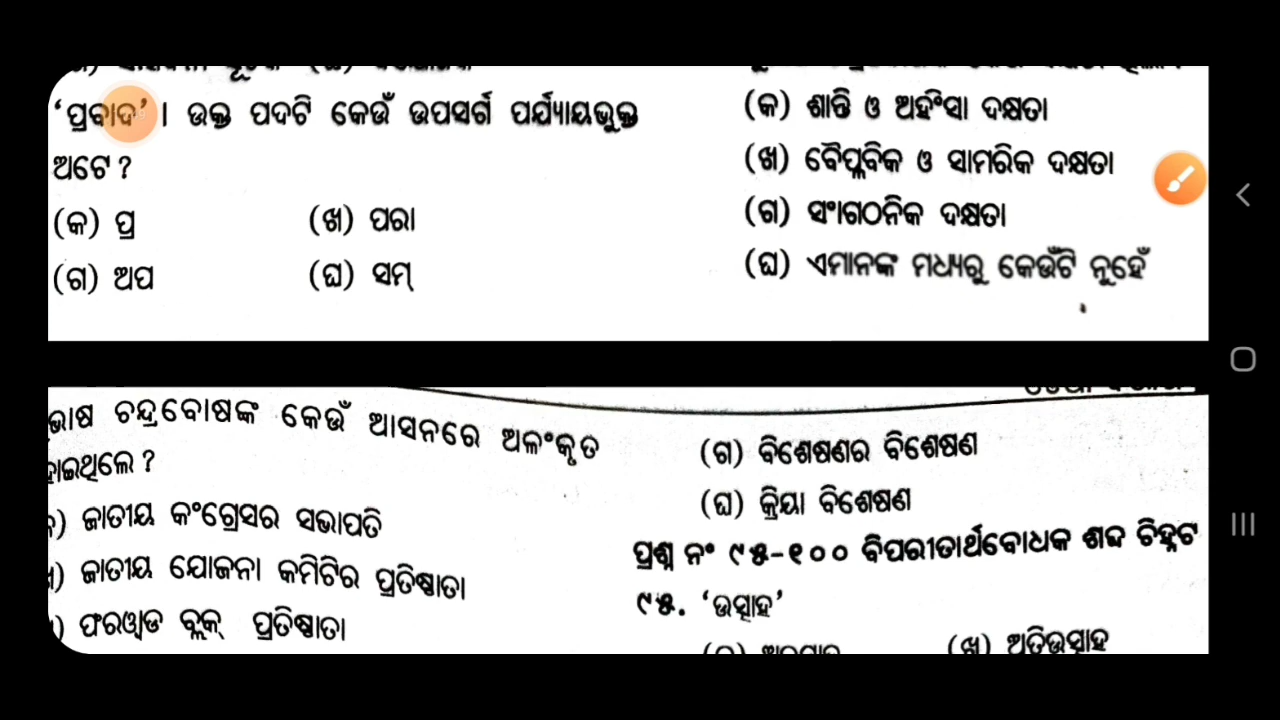 ‘ପ୍ରବାଦ’ । ଉକ୍ତ ପଦଟି କେଉଁ ଉପସର୍ଗ ପର୍ଯ୍ୟାୟଭୁକ୍ତ
ଅଟେ ?
(କ) ପ୍ର (ଖ) ପରା
(ଗ) ଅପ (ଘ) ସମ୍
(କ) ଶାନ୍ତି ଓ ଅହିଂସା ଦକ୍ଷତା
(ଖ) ବୈପ୍ଳବିକ ଓ ସାମରିକ ଦକ୍ଷତା
(ଗ) ସଂାଗଠନିକ ଦକ୍ଷତା
(ଘ) ଏମାନଙ୍କ ମଧ୍ୟରୁ କେଉଁଟି ନୁହେଁ
ଚନ୍ଦ୍ରବୋଷଙ୍କ କେଉଁ ଆସନରେ ଅଳଂକୃତ
ହୋଇଥିଲେ ?
ଜାତୀୟ କଂଗ୍ରେସର ସଭାପତି
ଜାତୀୟ ଯୋଜନା କମିଟିର ପ୍ରତିଷ୍ଠାତା
ଫରୱାଡ ବ୍ଲକ୍ ପ୍ରତିଷ୍ଠାତା
(ଗ) ବିଶେଷଣର ବିଶେଷଣ
(ଘ) କ୍ରିୟା ବିଶେଷଣ
ପ୍ରଶ୍ନ ନଂ ୯୫-୧୦୦ ବିପରୀତାର୍ଥବୋଧକ ଶବ୍ଦ ଚିହ୍ନଟ
୯୫. ‘ଉତ୍ସାହ’
(ଖ) ଅତିଉତ୍ସାହ